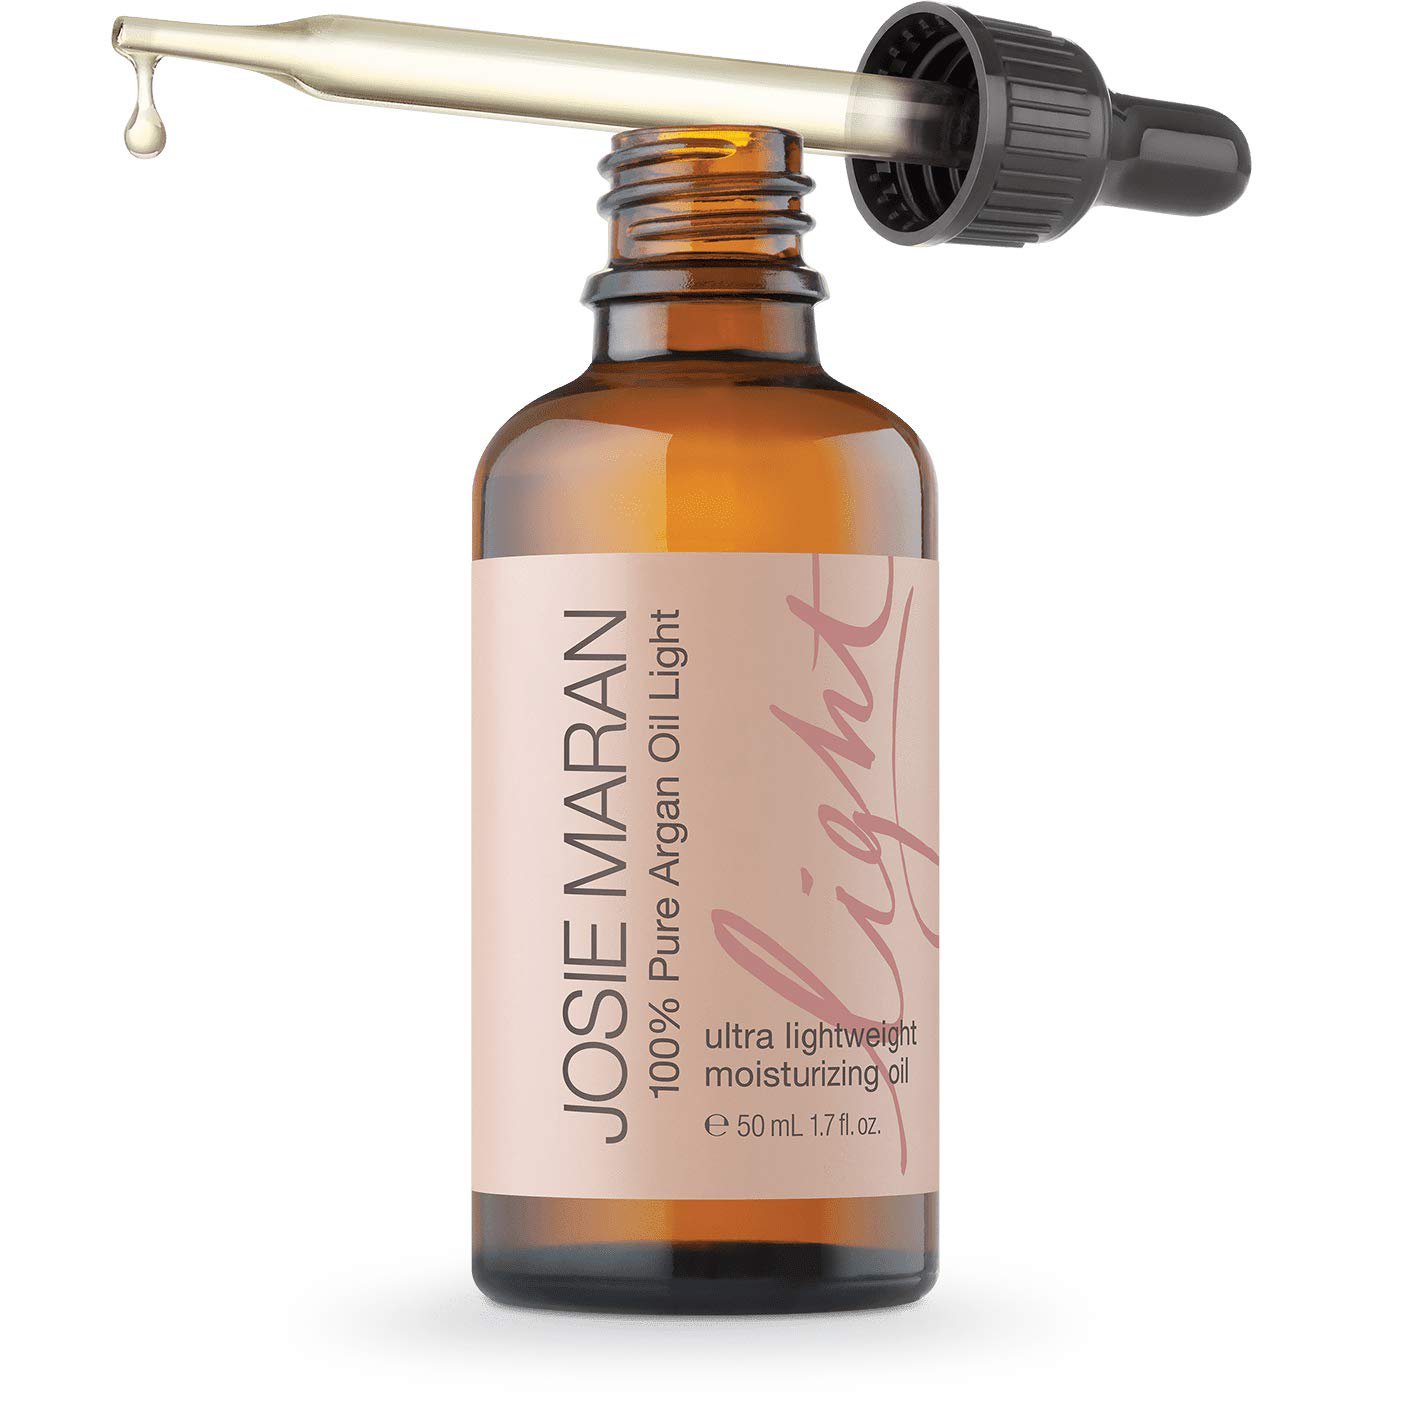 JOSIE MARAN
100% Pure Argan Oil Light
light
ultra lightweight
moisturizing oil
℮ 50 mL 1.7 fl. oz.